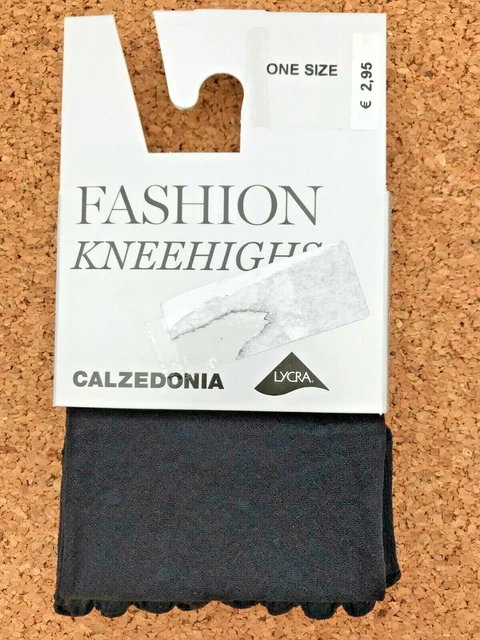 ONE SIZE
€ 2,95
FASHION
KNEEHIGHS
CALZEDONIA
LYCRA.